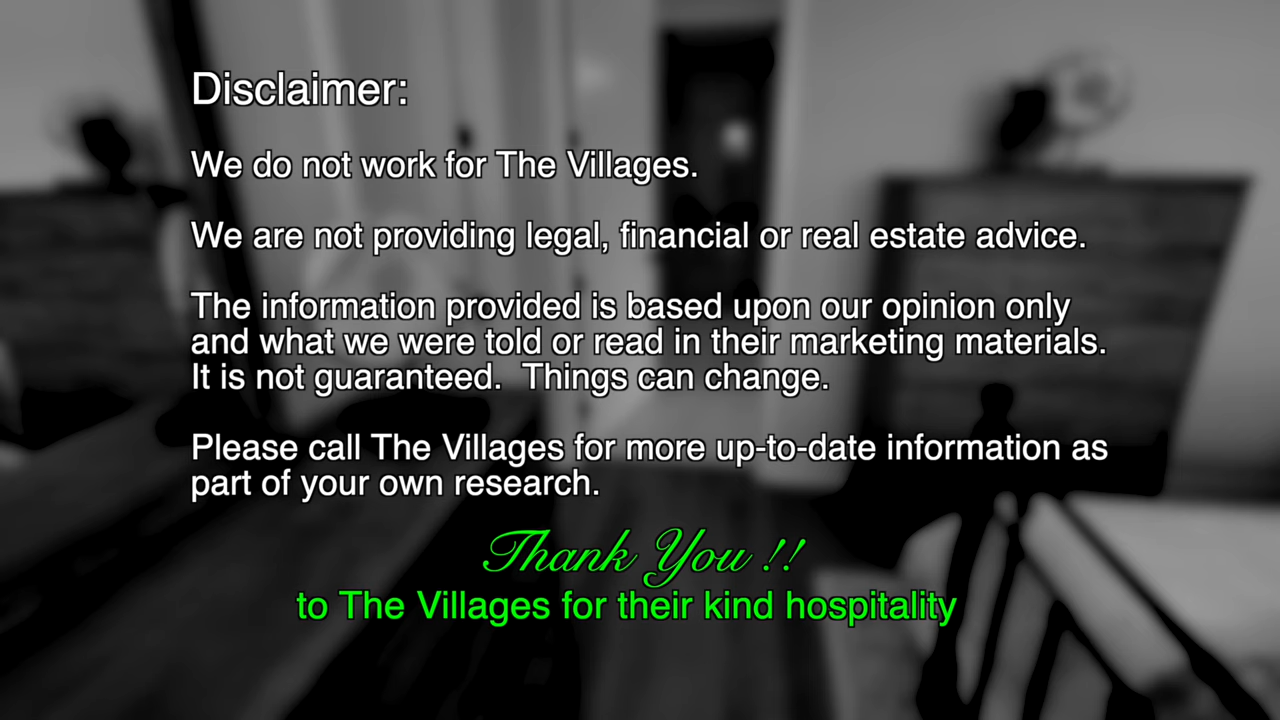 Disclaimer:
We do not work for The Villages.
We are not providing legal, financial or real estate advice.
The information provided is based upon our opinion only
and what we were told or read in their marketing materials.
It is not guaranteed.  Things can change.
Please call The Villages for more up-to-date information as
part of your own research.
Thank You !!
to The Villages for their kind hospitality